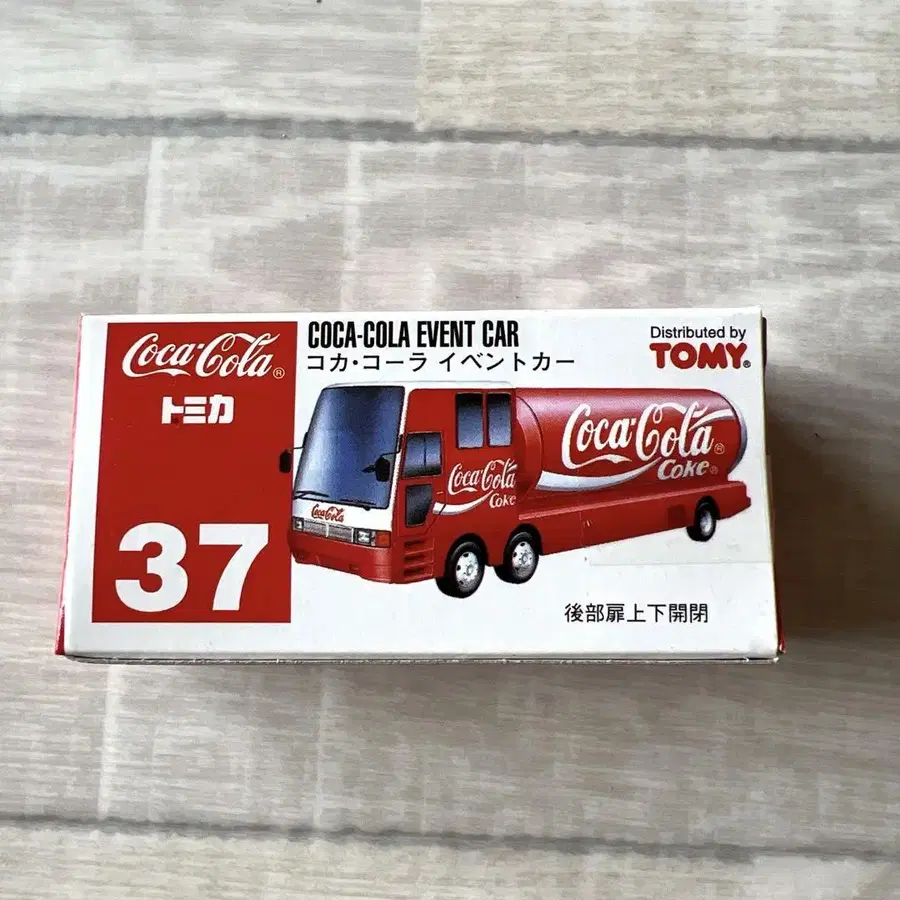 Coca-Cola®
トミカ
37
COCA-COLA EVENT CAR
コカ・コーラ イベントカー
Distributed by
TOMY®
Coca-Cola
Coca-Cola
Coke
Coca-Cola®
Coke®
後部扉上下開閉